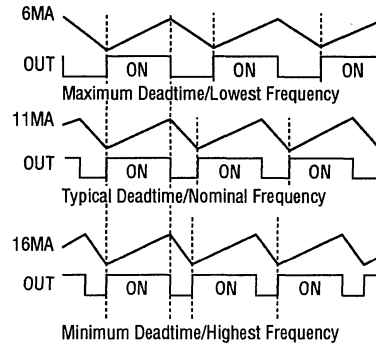 6MA
OUT ON ON ON
Maximum Deadtime/Lowest Frequency
11MA
OUT ON ON ON
Typical Deadtime/Nominal Frequency
16MA
OUT ON ON ON
Minimum Deadtime/Highest Frequency